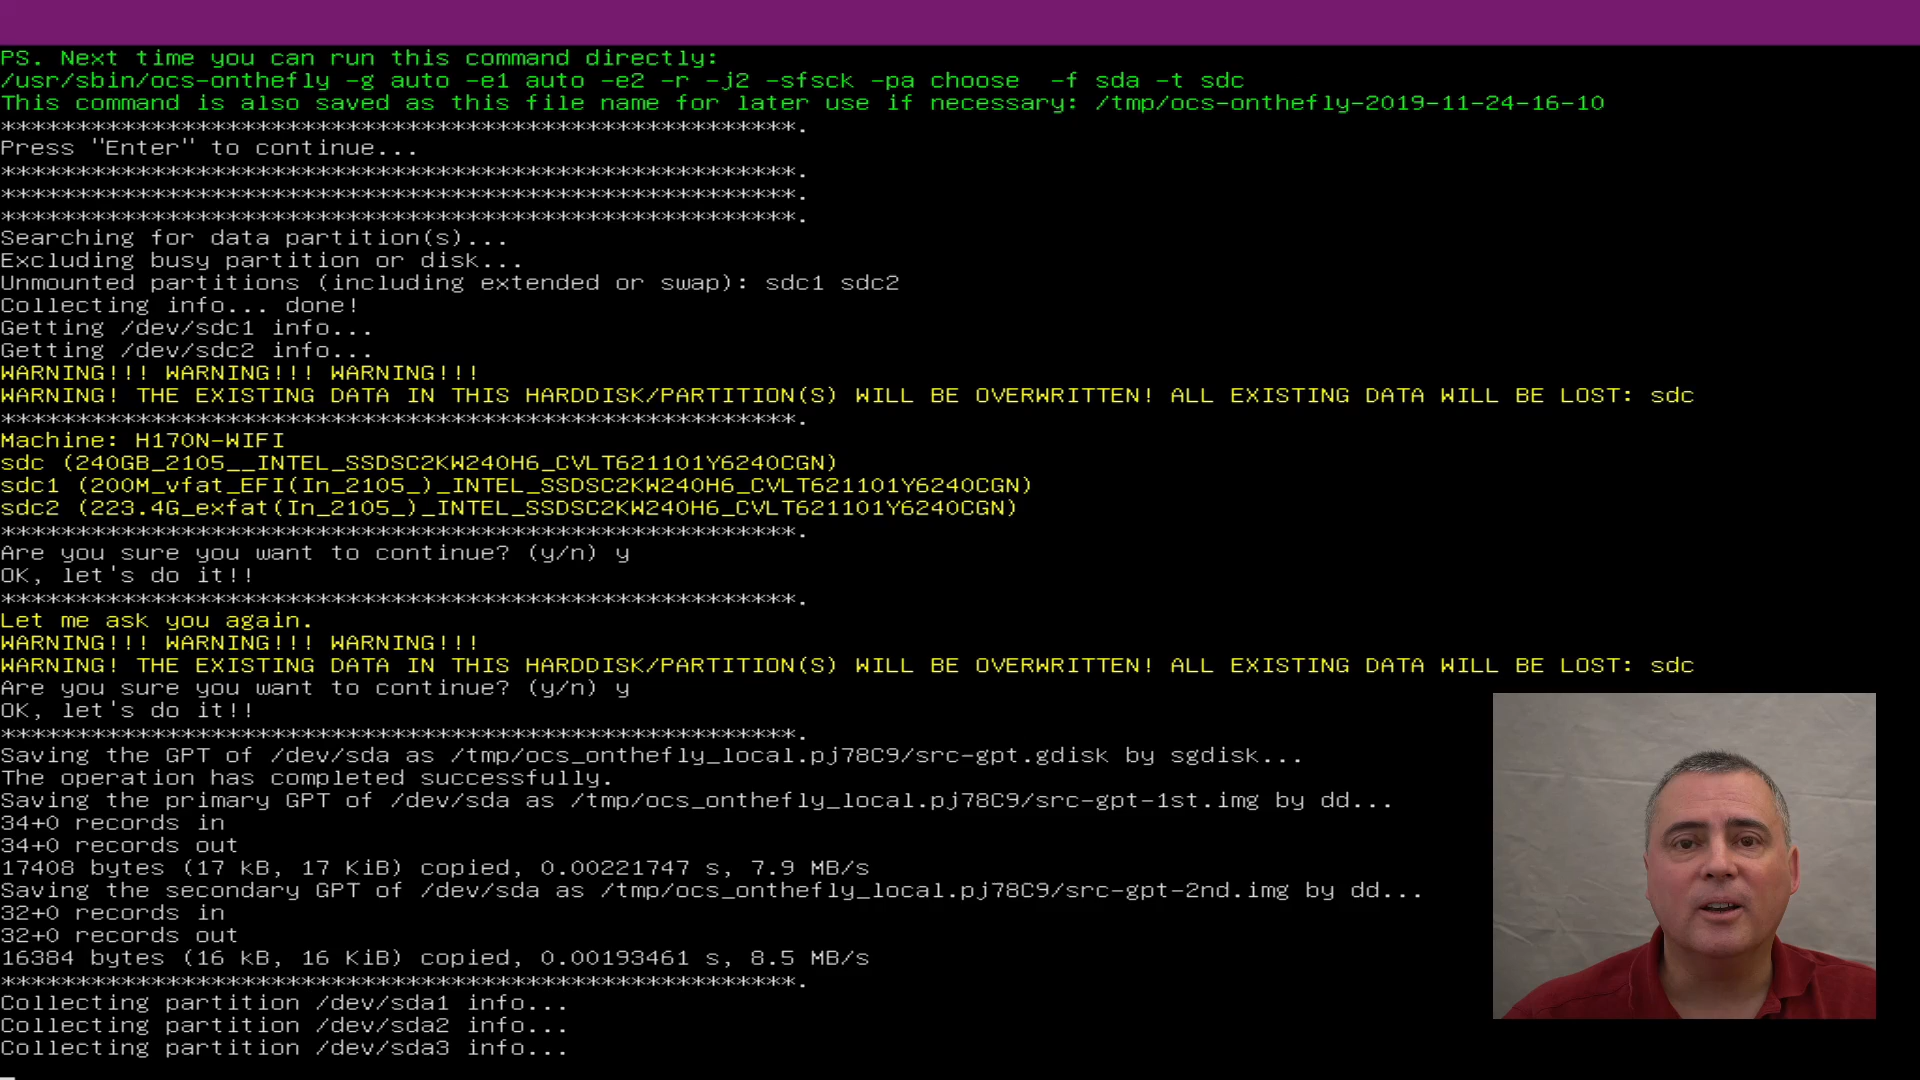 PS. Next time you can run this command directly:
/usr/sbin/ocs-onthefly -g auto -e1 auto -e2 -r -j2 -sfsck -pa choose  -f sda -t sdc
This command is also saved as this file name for later use if necessary: /tmp/ocs-onthefly-2019-11-24-16-10
*****************************************************.
Press "Enter" to continue...
*****************************************************.
*****************************************************.
*****************************************************.
Searching for data partition(s)...
Excluding busy partition or disk...
Unmounted partitions (including extended or swap): sdc1 sdc2
Collecting info... done!
Getting /dev/sdc1 info...
Getting /dev/sdc2 info...
WARNING!!! WARNING!!! WARNING!!!
WARNING! THE EXISTING DATA IN THIS HARDDISK/PARTITION(S) WILL BE OVERWRITTEN! ALL EXISTING DATA WILL BE LOST: sdc
*****************************************************.
Machine: H170N-WIFI
sdc (240GB_2105__INTEL_SSDSC2KW240H6_CVLT621101Y6240CGN)
sdc1 (200M_vfat_EFI(In_2105_)_INTEL_SSDSC2KW240H6_CVLT621101Y6240CGN)
sdc2 (223.4G_exfat(In_2105_)_INTEL_SSDSC2KW240H6_CVLT621101Y6240CGN)
*****************************************************.
Are you sure you want to continue? (y/n) y
OK, let's do it!!
*****************************************************.
Let me ask you again.
WARNING!!! WARNING!!! WARNING!!!
WARNING! THE EXISTING DATA IN THIS HARDDISK/PARTITION(S) WILL BE OVERWRITTEN! ALL EXISTING DATA WILL BE LOST: sdc
Are you sure you want to continue? (y/n) y
OK, let's do it!!
*****************************************************.
Saving the GPT of /dev/sda as /tmp/ocs_onthefly_local.pj78C9/src-gpt.gdisk by sgdisk...
The operation has completed successfully.
Saving the primary GPT of /dev/sda as /tmp/ocs_onthefly_local.pj78C9/src-gpt-1st.img by dd...
34+0 records in
34+0 records out
17408 bytes (17 kB, 17 KiB) copied, 0.00221747 s, 7.9 MB/s
Saving the secondary GPT of /dev/sda as /tmp/ocs_onthefly_local.pj78C9/src-gpt-2nd.img by dd...
32+0 records in
32+0 records out
16384 bytes (16 kB, 16 KiB) copied, 0.00193461 s, 8.5 MB/s
*****************************************************.
Collecting partition /dev/sda1 info...
Collecting partition /dev/sda2 info...
Collecting partition /dev/sda3 info...